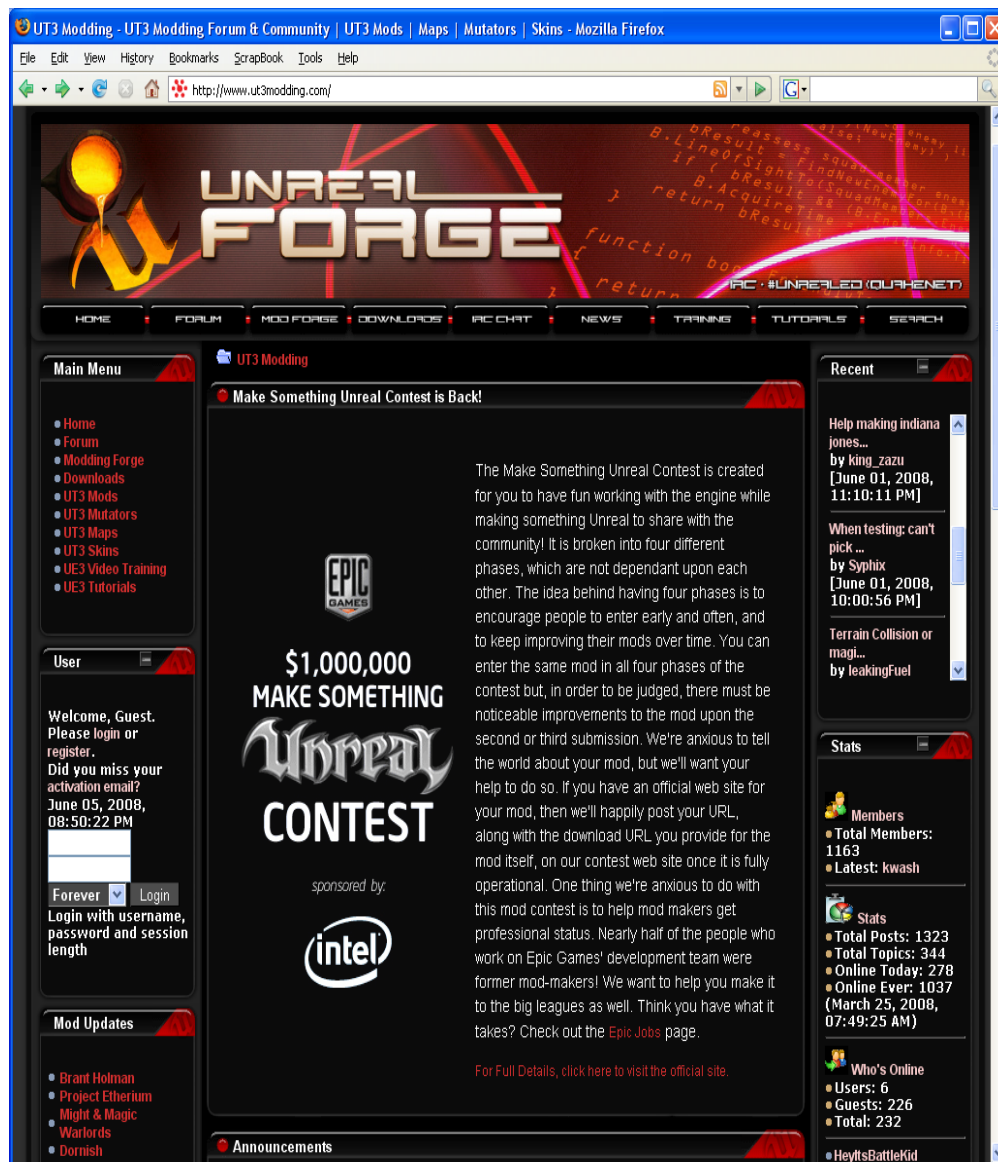 UT3 Modding - UT3 Modding Forum & Community | UT3 Mods | Maps | Mutators | Skins - Mozilla Firefox
File Edit View History Bookmarks ScrapBook Tools Help
http://www.ut3modding.com/
UNREAL
FORGE
IRC - #UNREALED (QUAKENET)
HOME FORUM MOD FORGE DOWNLOADS IRC CHAT NEWS TRAINING TUTORIALS SEARCH
Main Menu
Home
Forum
Modding Forge
Downloads
UT3 Mods
UT3 Mutators
UT3 Maps
UT3 Skins
UE3 Video Training
UE3 Tutorials
User
Welcome, Guest.
Please login or
register.
Did you miss your
activation email?
June 05, 2008,
08:50:22 PM
Forever Login
Login with username,
password and session
length
Mod Updates
Brant Holman
Project Etherium
Might & Magic
Warlords
Dornish
UT3 Modding
Make Something Unreal Contest is Back!
EPIC
GAMES
$1,000,000
MAKE SOMETHING
Unreal
CONTEST
sponsored by:
intel
The Make Something Unreal Contest is created
for you to have fun working with the engine while
making something Unreal to share with the
community! It is broken into four different
phases, which are not dependant upon each
other. The idea behind having four phases is to
encourage people to enter early and often, and
to keep improving their mods over time. You can
enter the same mod in all four phases of the
contest but, in order to be judged, there must be
noticeable improvements to the mod upon the
second or third submission. We're anxious to tell
the world about your mod, but we'll want your
help to do so. If you have an official web site for
your mod, then we'll happily post your URL,
along with the download URL you provide for the
mod itself, on our contest web site once it is fully
operational. One thing we're anxious to do with
this mod contest is to help mod makers get
professional status. Nearly half of the people who
work on Epic Games' development team were
former mod-makers! We want to help you make it
to the big leagues as well. Think you have what it
takes? Check out the Epic Jobs page.
For Full Details, click here to visit the official site.
Announcements
Recent
Help making indiana
jones...
by king_zazu
[June 01, 2008,
11:10:11 PM]
When testing: can't
pick ...
by Syphix
[June 01, 2008,
10:00:56 PM]
Terrain Collision or
magi...
by leakingFuel
Stats
Members
Total Members:
1163
Latest: kwash
Stats
Total Posts: 1323
Total Topics: 344
Online Today: 278
Online Ever: 1037
(March 25, 2008,
07:49:25 AM)
Who's Online
Users: 6
Guests: 226
Total: 232
HeyItsBattleKid